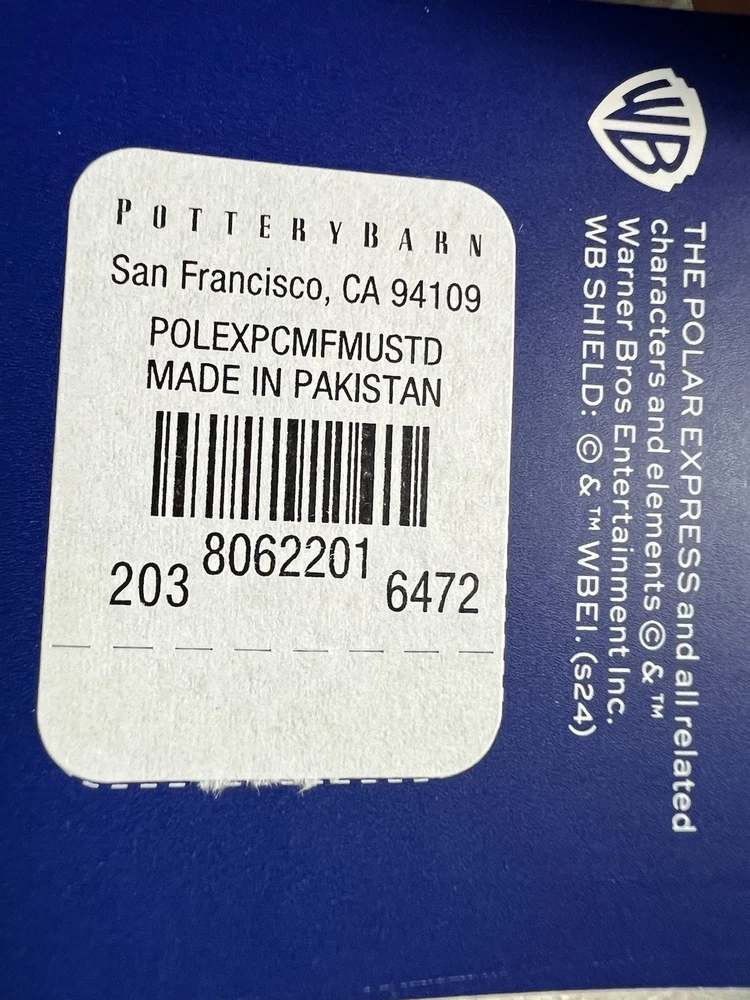 POTTERYBARN
San Francisco, CA 94109
POLEXPCMFMUSTD
MADE IN PAKISTAN
8062201
203 6472
WB
THE POLAR EXPRESS and all related
characters and elements © & ™
Warner Bros Entertainment Inc.
WB SHIELD: © & ™ WBEI. (s24)